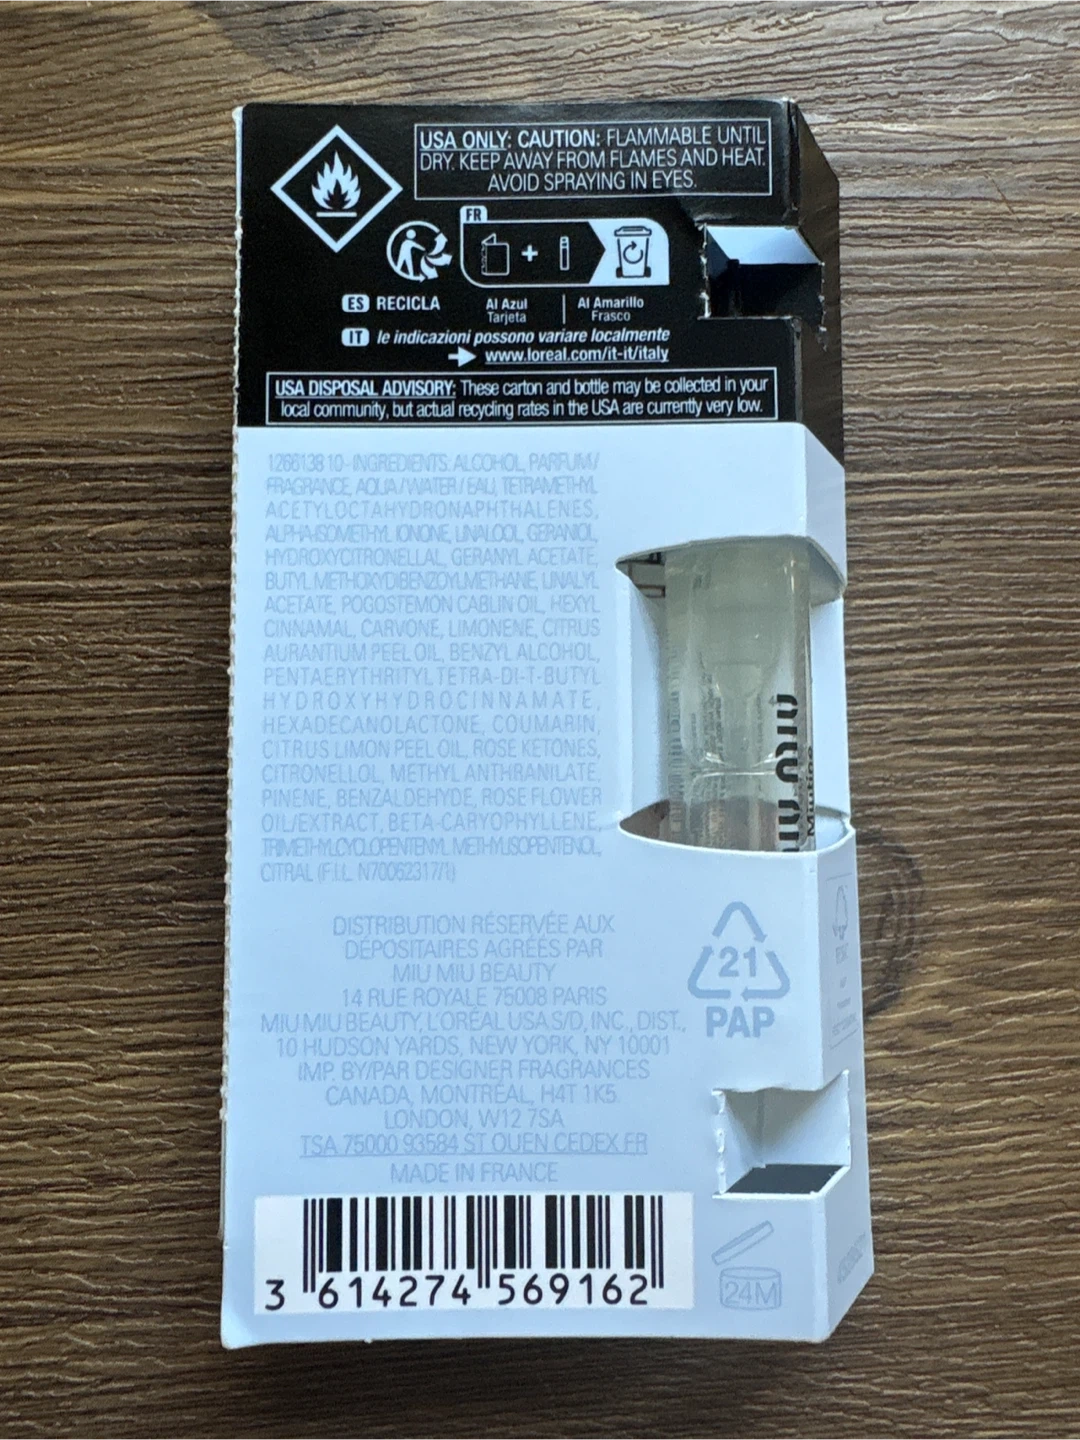 USA ONLY: CAUTION: FLAMMABLE UNTIL
DRY. KEEP AWAY FROM FLAMES AND HEAT.
AVOID SPRAYING IN EYES.
FR
+
ES RECICLA
Al Azul
Tarjeta
Al Amarillo
Frasco
IT le indicazioni possono variare localmente
www.loreal.com/it-it/italy
USA DISPOSAL ADVISORY: These carton and bottle may be collected in your
local community, but actual recycling rates in the USA are currently very low.
1266138 10 - INGREDIENTS: ALCOHOL, PARFUM /
FRAGRANCE, AQUA / WATER / EAU, TETRAMETHYL
ACETYLOCTAHYDRONAPHTHALENES,
ALPHA-ISOMETHYL IONONE, LINALOOL, GERANIOL,
HYDROXYCITRONELLAL, GERANYL ACETATE,
BUTYL METHOXYDIBENZOYLMETHANE, LINALYL
ACETATE, POGOSTEMON CABLIN OIL, HEXYL
CINNAMAL, CARVONE, LIMONENE, CITRUS
AURANTIUM PEEL OIL, BENZYL ALCOHOL,
PENTAERYTHRITYL TETRA-DI-T-BUTYL
HYDROXYHYDROCINNAMATE,
HEXADECANOLACTONE, COUMARIN,
CITRUS LIMON PEEL OIL, ROSE KETONES,
CITRONELLOL, METHYL ANTHRANILATE,
PINENE, BENZALDEHYDE, ROSE FLOWER
OIL/EXTRACT, BETA-CARYOPHYLLENE,
TRIMETHYLCYCLOPENTENYL METHYLISOPENTENOL,
CITRAL (F.I.L. N70062317/1)
miu miu
Miutine
DISTRIBUTION RÉSERVÉE AUX
DÉPOSITAIRES AGRÉÉS PAR
MIU MIU BEAUTY
14 RUE ROYALE 75008 PARIS
MIU MIU BEAUTY, L'ORÉAL USA S/D, INC., DIST.,
10 HUDSON YARDS, NEW YORK, NY 10001
IMP. BY/PAR DESIGNER FRAGRANCES
CANADA, MONTRÉAL, H4T 1K5
LONDON, W12 7SA
TSA 75000 93584 ST OUEN CEDEX FR
MADE IN FRANCE
21
PAP
FSC
24M
3 614274 569162